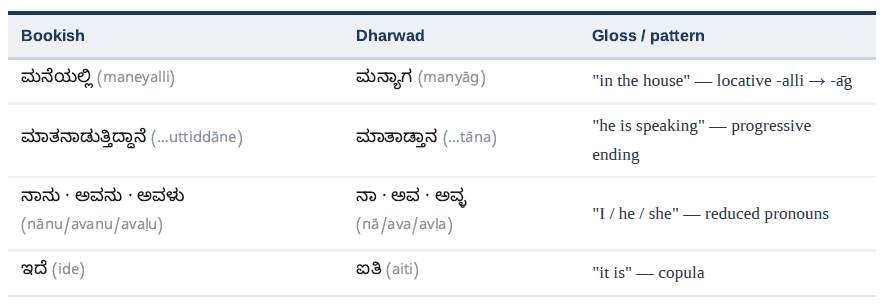 Bookish Dharwad Gloss / pattern
ಮನೆಯಲ್ಲಿ (maneyalli) ಮನ್ಯಾಗ (manyāg) "in the house" — locative -alli → -āg
ಮಾತನಾಡುತ್ತಿದ್ದಾನೆ (...uttiddāne) ಮಾತಾಡ್ತಾನ (...tāna) "he is speaking" — progressive
ending
ನಾನು · ಅವನು · ಅವಳು ನಾ · ಅವ · ಅವ್ಳ "I / he / she" — reduced pronouns
(nānu/avanu/avaḷu) (nā/ava/avḷa)
ಇದೆ (ide) ಐತಿ (aiti) "it is" — copula